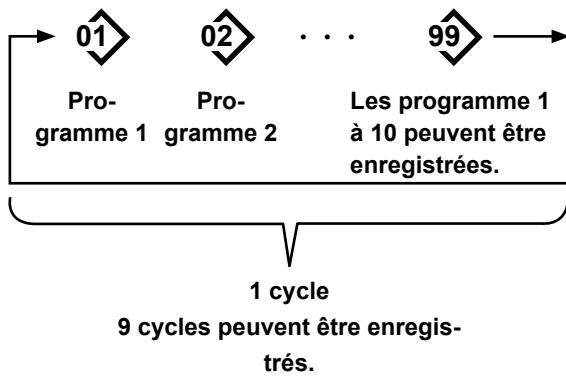 01 02 . . . 99
Pro-
gramme 1
Pro-
gramme 2
Les programme 1
à 10 peuvent être
enregistrées.
1 cycle
9 cycles peuvent être enregis-
trés.